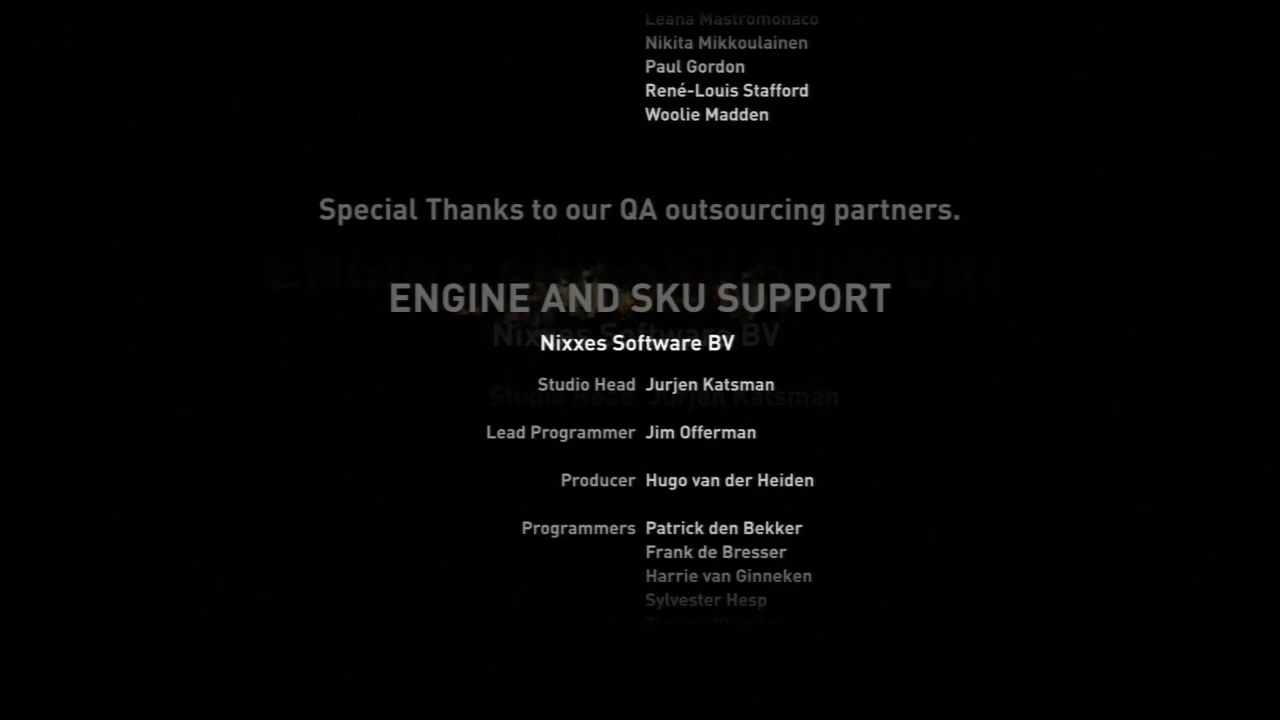 Leana Mastromonaco
Nikita Mikkoulainen
Paul Gordon
René-Louis Stafford
Woolie Madden
Special Thanks to our QA outsourcing partners.
ENGINE AND SKU SUPPORT
Nixxes Software BV
Studio Head Jurjen Katsman
Lead Programmer Jim Offerman
Producer Hugo van der Heiden
Programmers Patrick den Bekker
Frank de Bresser
Harrie van Ginneken
Sylvester Hesp